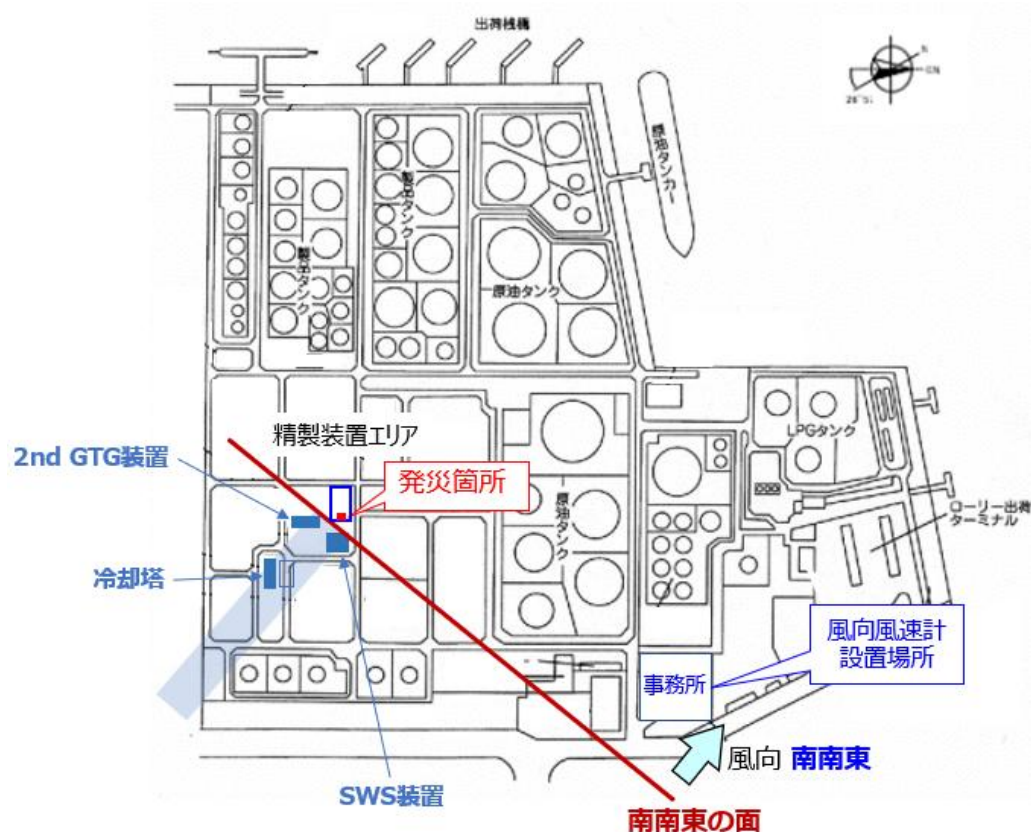 出荷桟橋
N
GN
原油タンカー
製品タンク
製品タンク
原油タンク
精製装置エリア
LPGタンク
2nd GTG装置
発災箇所
原油タンク
ローリー出荷
ターミナル
冷却塔
風向風速計
設置場所
事務所
風向 南南東
SWS装置
南南東の面